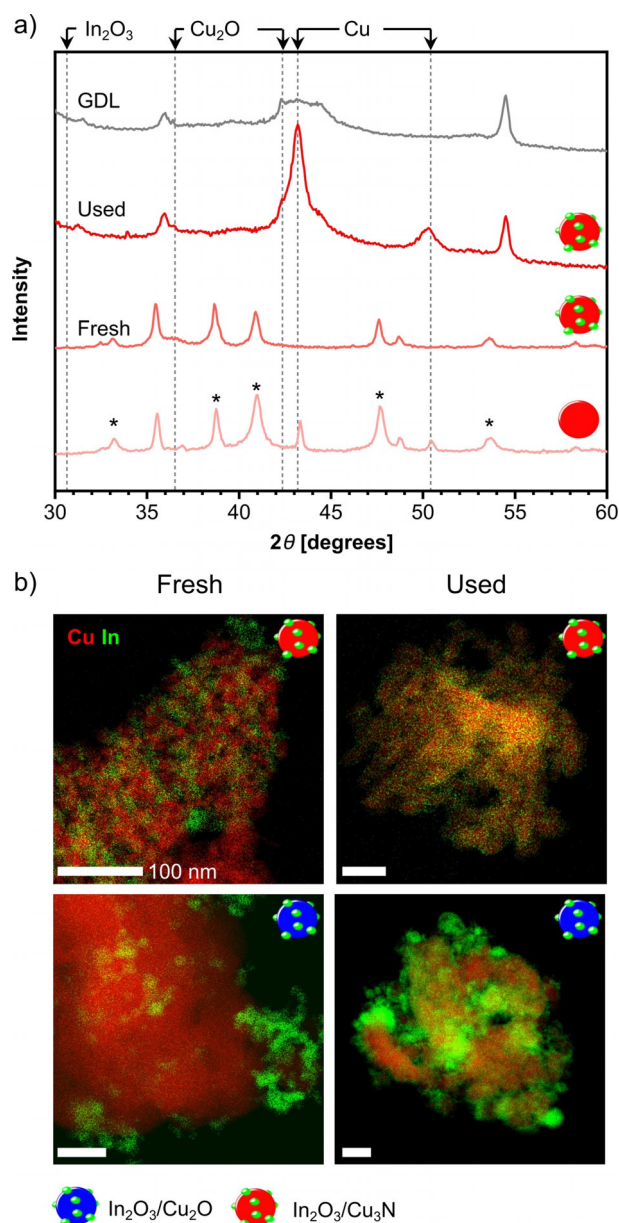 a)
In₂O₃ Cu₂O Cu
GDL
Used
Fresh
* * * * *
Intensity
30 35 40 45 50 55 60
2θ [degrees]
b)
Fresh Used
Cu In
100 nm
In₂O₃/Cu₂O In₂O₃/Cu₃N